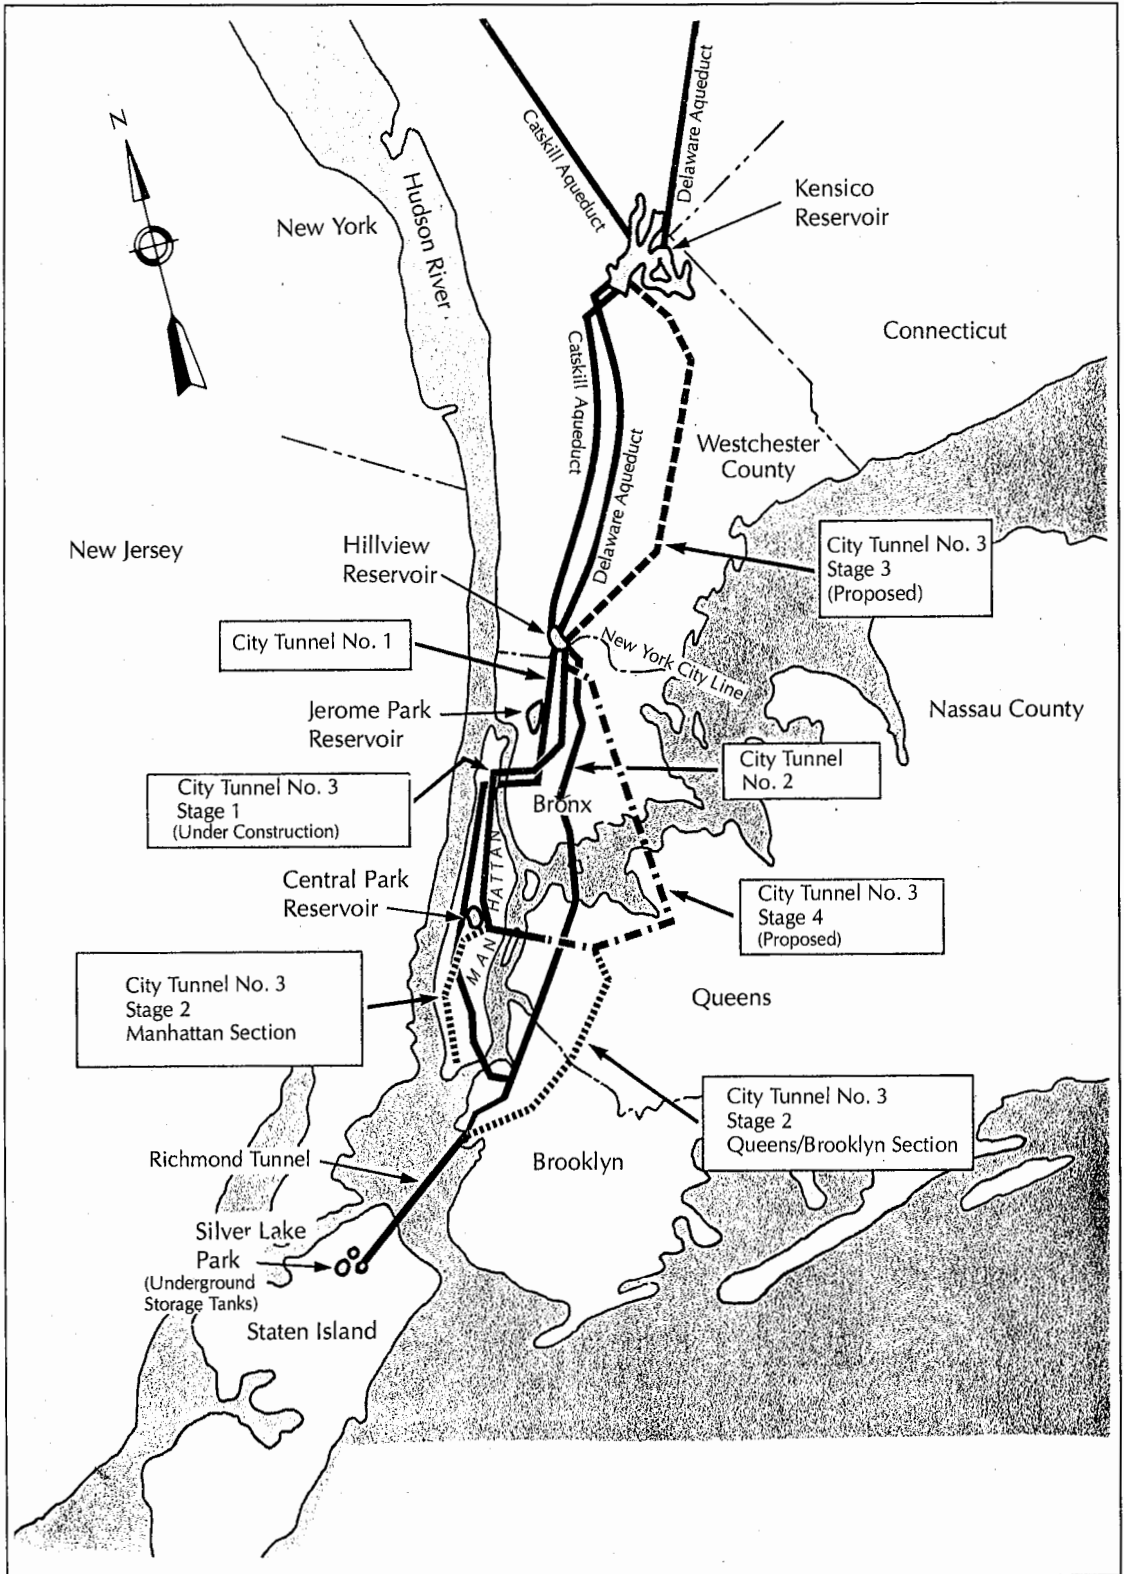 N
Catskill Aqueduct
Delaware Aqueduct
Hudson River
New York
Kensico
Reservoir
Connecticut
Catskill Aqueduct
Delaware Aqueduct
Westchester
County
New Jersey
Hillview
Reservoir
City Tunnel No. 3
Stage 3
(Proposed)
City Tunnel No. 1
New York City Line
Jerome Park
Reservoir
Nassau County
City Tunnel
No. 2
City Tunnel No. 3
Stage 1
(Under Construction)
Bronx
MANHATTAN
Central Park
Reservoir
City Tunnel No. 3
Stage 4
(Proposed)
City Tunnel No. 3
Stage 2
Manhattan Section
Queens
City Tunnel No. 3
Stage 2
Queens/Brooklyn Section
Richmond Tunnel
Brooklyn
Silver Lake
Park
(Underground
Storage Tanks)
Staten Island